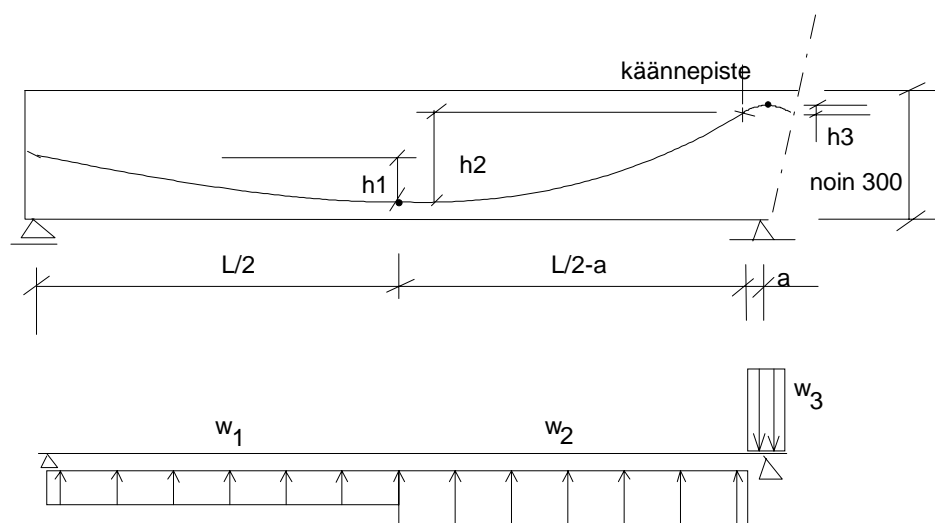 käännepiste
h1
h2
h3
noin 300
L/2
L/2-a
a
w1
w2
w3